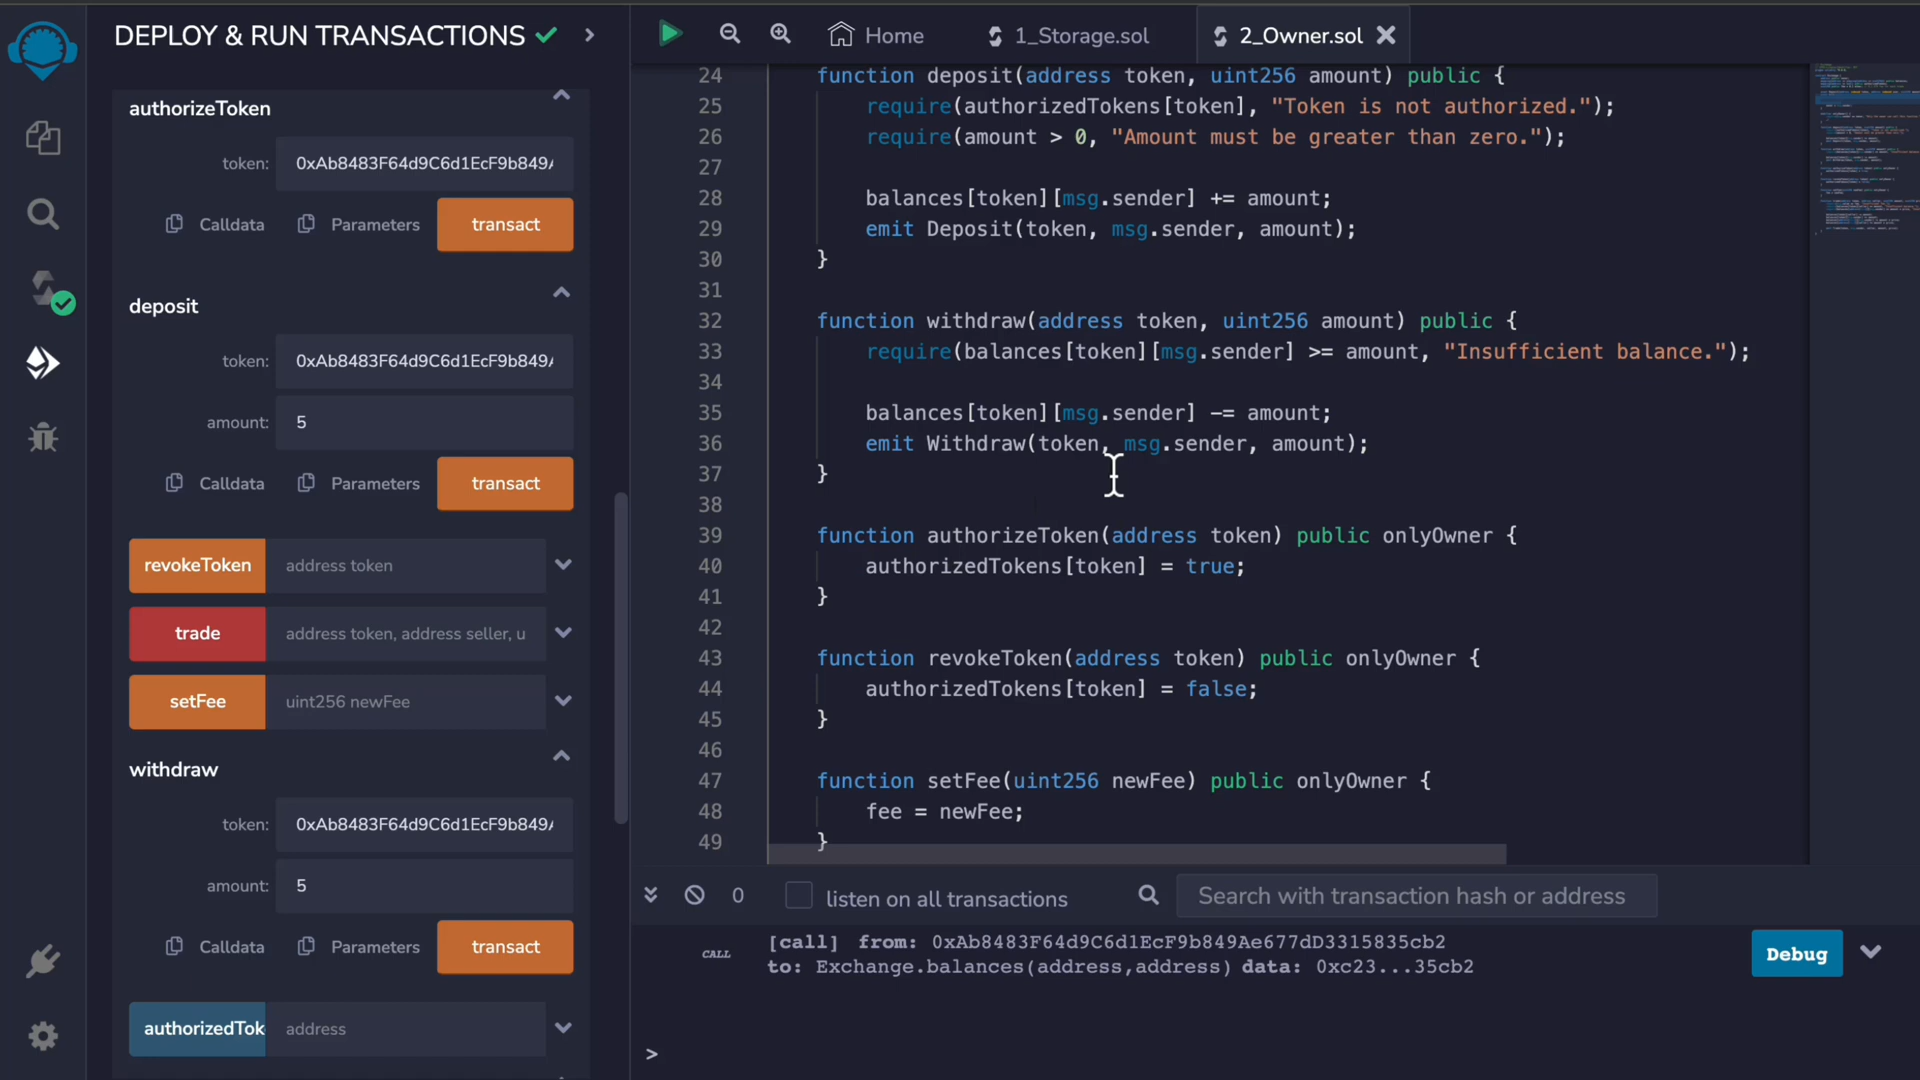 DEPLOY & RUN TRANSACTIONS
authorizeToken
token: 0xAb8483F64d9C6d1EcF9b849A
Calldata Parameters transact
deposit
token: 0xAb8483F64d9C6d1EcF9b849A
amount: 5
Calldata Parameters transact
revokeToken address token
trade address token, address seller, u
setFee uint256 newFee
withdraw
token: 0xAb8483F64d9C6d1EcF9b849A
amount: 5
Calldata Parameters transact
authorizedTok address
Home 1_Storage.sol 2_Owner.sol
24 function deposit(address token, uint256 amount) public {
25 require(authorizedTokens[token], "Token is not authorized.");
26 require(amount > 0, "Amount must be greater than zero.");
27
28 balances[token][msg.sender] += amount;
29 emit Deposit(token, msg.sender, amount);
30 }
31
32 function withdraw(address token, uint256 amount) public {
33 require(balances[token][msg.sender] >= amount, "Insufficient balance.");
34
35 balances[token][msg.sender] -= amount;
36 emit Withdraw(token, msg.sender, amount);
37 }
38
39 function authorizeToken(address token) public onlyOwner {
40 authorizedTokens[token] = true;
41 }
42
43 function revokeToken(address token) public onlyOwner {
44 authorizedTokens[token] = false;
45 }
46
47 function setFee(uint256 newFee) public onlyOwner {
48 fee = newFee;
49 }
0 listen on all transactions Search with transaction hash or address
CALL [call] from: 0xAb8483F64d9C6d1EcF9b849Ae677dD3315835cb2
to: Exchange.balances(address,address) data: 0xc23...35cb2
Debug
>